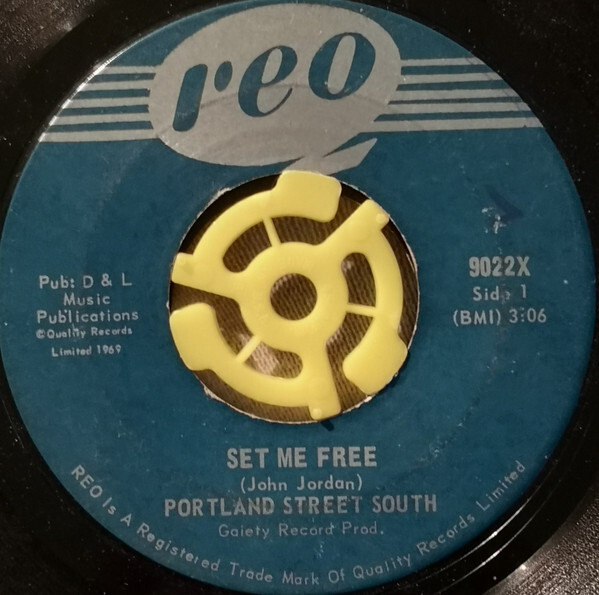 reo
Pub: D & L
Music
Publications
©Quality Records
Limited 1969
9022X
Side 1
(BMI) 3:06
SET ME FREE
(John Jordan)
PORTLAND STREET SOUTH
Gaiety Record Prod.
REO Is A Registered Trade Mark Of Quality Records Limited